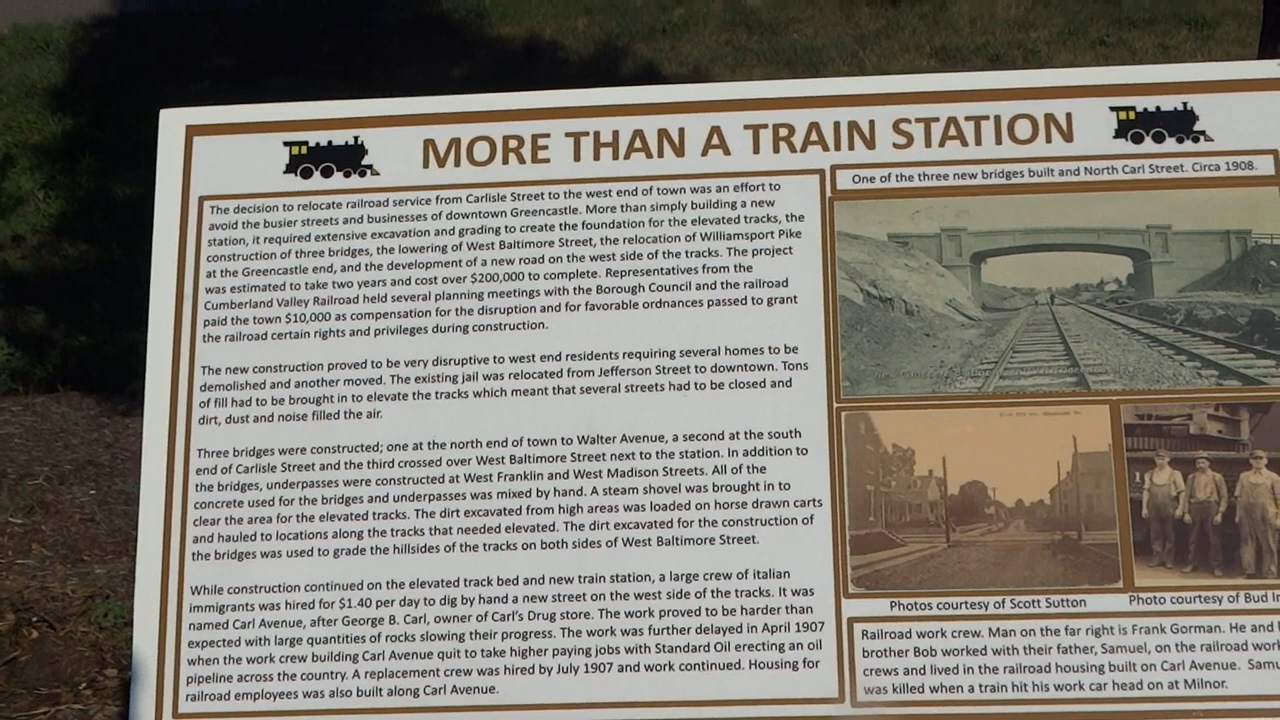 MORE THAN A TRAIN STATION
The decision to relocate railroad service from Carlisle Street to the west end of town was an effort to
avoid the busier streets and businesses of downtown Greencastle. More than simply building a new
station, it required extensive excavation and grading to create the foundation for the elevated tracks, the
construction of three bridges, the lowering of West Baltimore Street, the relocation of Williamsport Pike
at the Greencastle end, and the development of a new road on the west side of the tracks. The project
was estimated to take two years and cost over $200,000 to complete. Representatives from the
Cumberland Valley Railroad held several planning meetings with the Borough Council and the railroad
paid the town $10,000 as compensation for the disruption and for favorable ordnances passed to grant
the railroad certain rights and privileges during construction.
The new construction proved to be very disruptive to west end residents requiring several homes to be
demolished and another moved. The existing jail was relocated from Jefferson Street to downtown. Tons
of fill had to be brought in to elevate the tracks which meant that several streets had to be closed and
dirt, dust and noise filled the air.
Three bridges were constructed; one at the north end of town to Walter Avenue, a second at the south
end of Carlisle Street and the third crossed over West Baltimore Street next to the station. In addition to
the bridges, underpasses were constructed at West Franklin and West Madison Streets. All of the
concrete used for the bridges and underpasses was mixed by hand. A steam shovel was brought in to
clear the area for the elevated tracks. The dirt excavated from high areas was loaded on horse drawn carts
and hauled to locations along the tracks that needed elevated. The dirt excavated for the construction of
the bridges was used to grade the hillsides of the tracks on both sides of West Baltimore Street.
While construction continued on the elevated track bed and new train station, a large crew of italian
immigrants was hired for $1.40 per day to dig by hand a new street on the west side of the tracks. It was
named Carl Avenue, after George B. Carl, owner of Carl's Drug store. The work proved to be harder than
expected with large quantities of rocks slowing their progress. The work was further delayed in April 1907
when the work crew building Carl Avenue quit to take higher paying jobs with Standard Oil erecting an oil
pipeline across the country. A replacement crew was hired by July 1907 and work continued. Housing for
railroad employees was also built along Carl Avenue.
One of the three new bridges built and North Carl Street. Circa 1908.
Photos courtesy of Scott Sutton
Photo courtesy of Bud
Railroad work crew. Man on the far right is Frank Gorman. He and
brother Bob worked with their father, Samuel, on the railroad work
crews and lived in the railroad housing built on Carl Avenue.
was killed when a train hit his work car head on at Milnor.